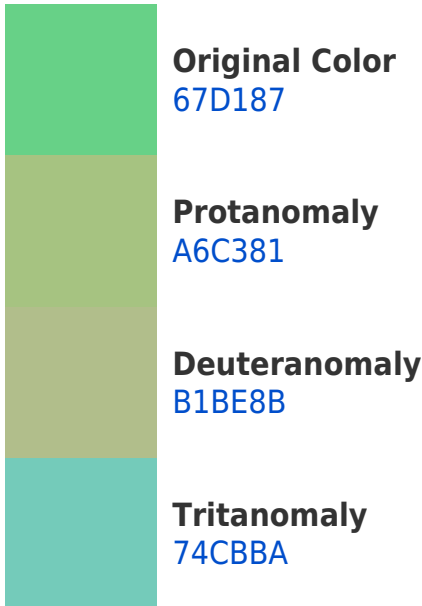 Original Color
67D187
Protanomaly
A6C381
Deuteranomaly
B1BE8B
Tritanomaly
74CBBA